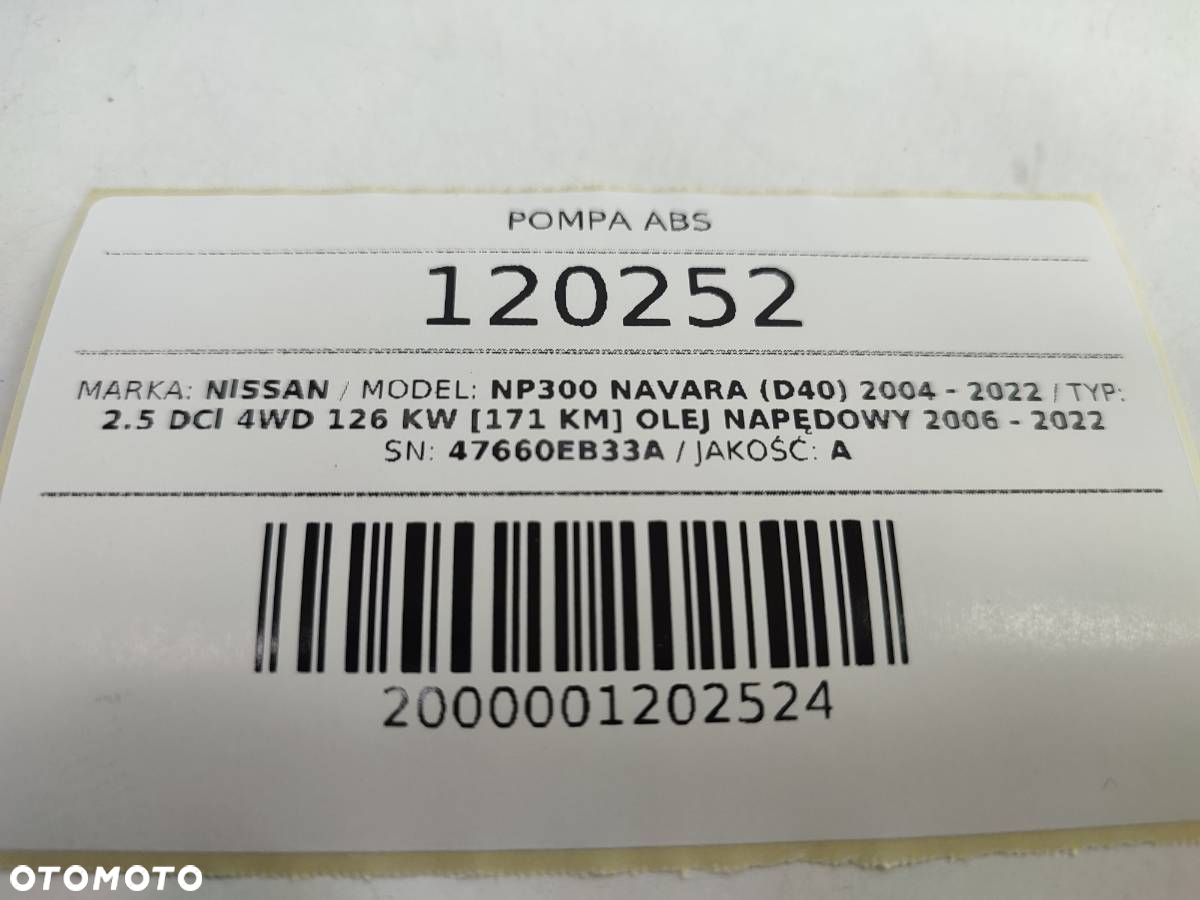 POMPA ABS
120252
MARKA: NISSAN / MODEL: NP300 NAVARA (D40) 2004 - 2022 / TYP:
2.5 DCI 4WD 126 KW [171 KM] OLEJ NAPĘDOWY 2006 - 2022
SN: 47660EB33A / JAKOŚĆ: A
2000001202524
OTOMOTO